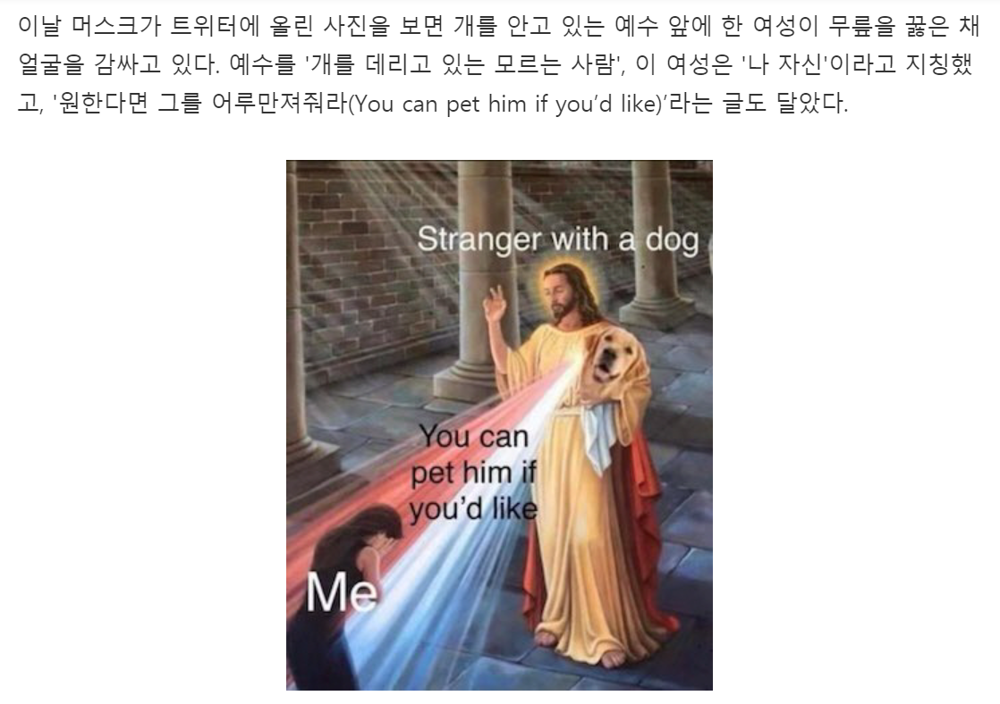 이날 머스크가 트위터에 올린 사진을 보면 개를 안고 있는 예수 앞에 한 여성이 무릎을 꿇은 채
얼굴을 감싸고 있다. 예수를 '개를 데리고 있는 모르는 사람', 이 여성은 '나 자신'이라고 지칭했
고, '원한다면 그를 어루만져줘라(You can pet him if you’d like)’라는 글도 달았다.
Stranger with a dog
You can
pet him if
you’d like
Me